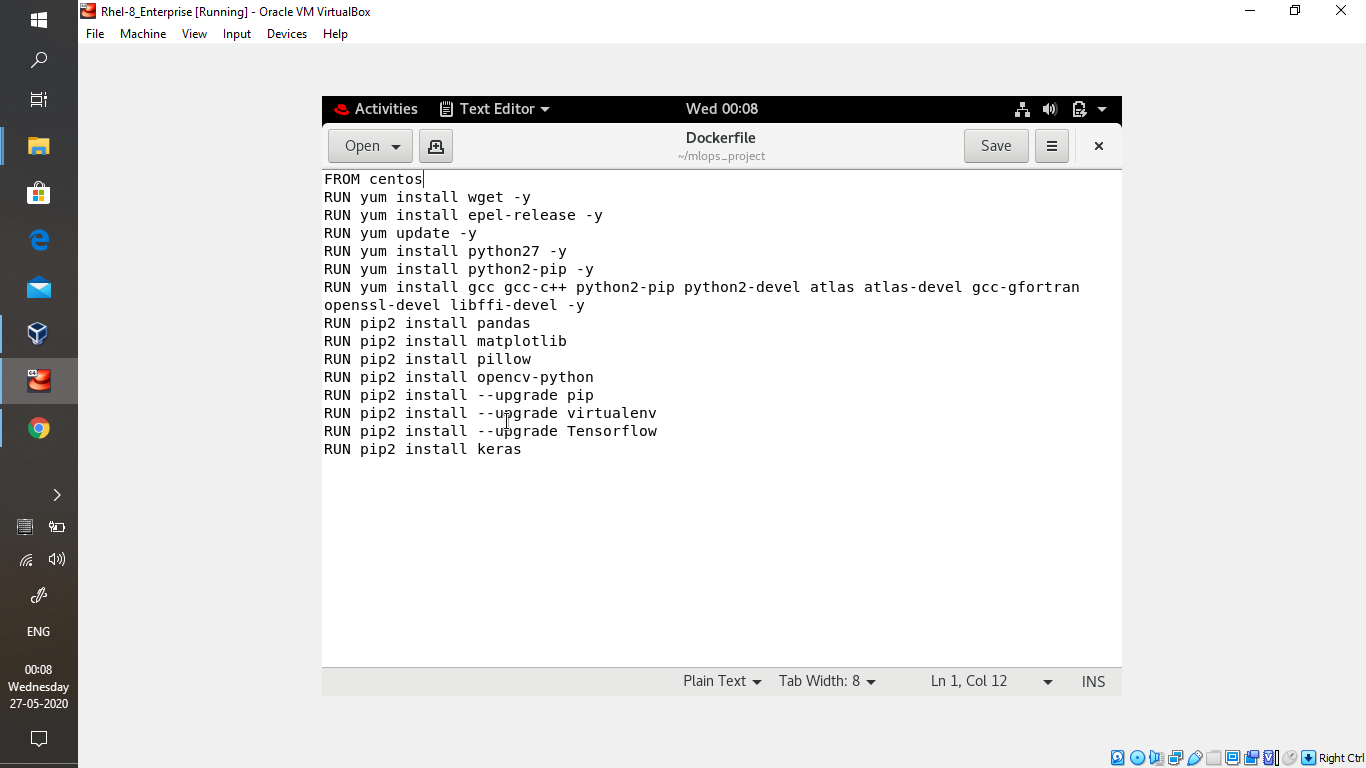 Rhel-8_Enterprise [Running] - Oracle VM VirtualBox
File Machine View Input Devices Help
Activities Text Editor Wed 00:08
Open Dockerfile Save
~/mlops_project
FROM centos
RUN yum install wget -y
RUN yum install epel-release -y
RUN yum update -y
RUN yum install python27 -y
RUN yum install python2-pip -y
RUN yum install gcc gcc-c++ python2-pip python2-devel atlas atlas-devel gcc-gfortran
openssl-devel libffi-devel -y
RUN pip2 install pandas
RUN pip2 install matplotlib
RUN pip2 install pillow
RUN pip2 install opencv-python
RUN pip2 install --upgrade pip
RUN pip2 install --upgrade virtualenv
RUN pip2 install --upgrade Tensorflow
RUN pip2 install keras
Plain Text Tab Width: 8 Ln 1, Col 12 INS
ENG
00:08
Wednesday
27-05-2020
Right Ctrl